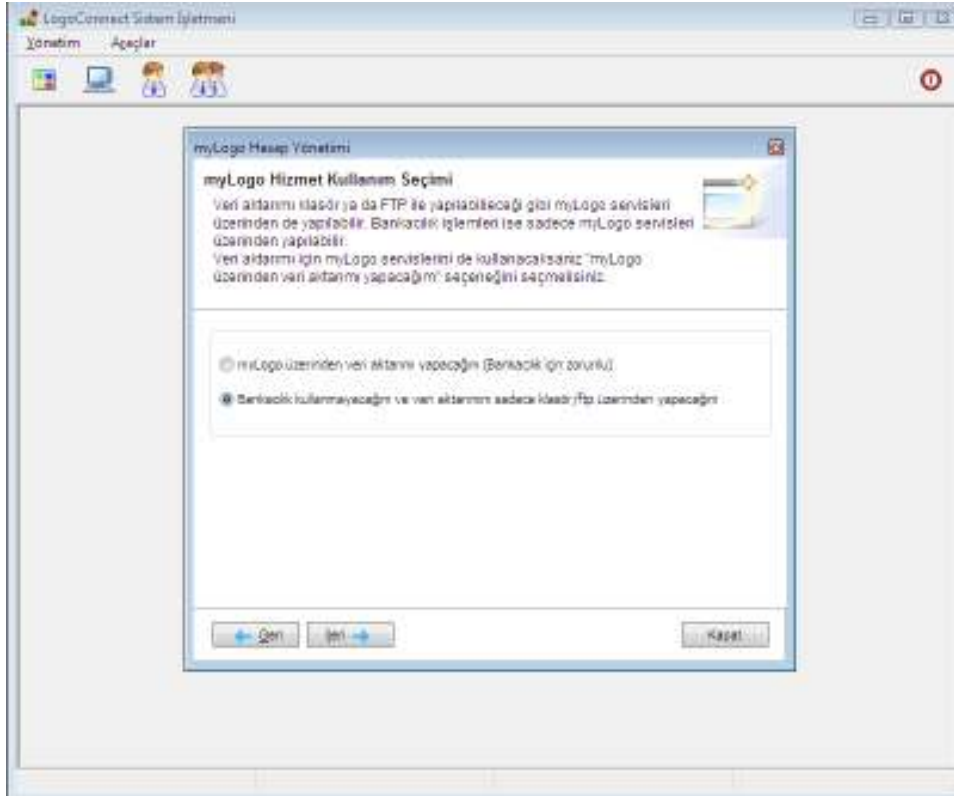 LogoConnect Sistem İşletmeni
Yönetim Araçlar
myLogo Hesap Yönetimi
myLogo Hizmet Kullanım Seçimi
Veri aktarımı klasör ya da FTP ile yapılabileceği gibi myLogo servisleri
üzerinden de yapılabilir. Bankacılık işlemleri ise sadece myLogo servisleri
üzerinden yapılabilir.
Veri aktarımı için myLogo servislerini de kullanacaksanız "myLogo
üzerinden veri aktarımı yapacağım" seçeneğini seçmelisiniz.
myLogo üzerinden veri aktarımı yapacağım (Bankacılık için zorunlu)
Bankacılık kullanmayacağım ve veri aktarımını sadece klasör/ftp üzerinden yapacağım
Geri İleri Kapat